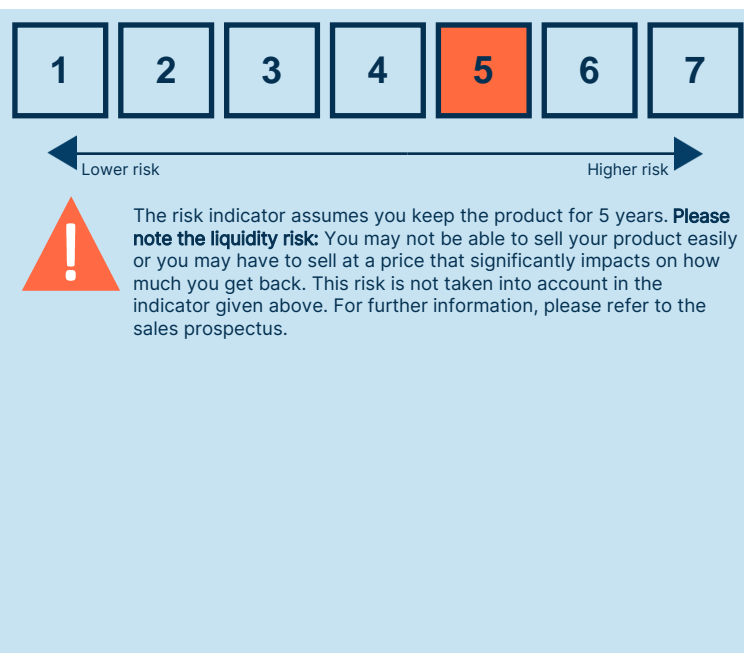 1 2 3 4 5 6 7
Lower risk Higher risk
!
The risk indicator assumes you keep the product for 5 years. Please
note the liquidity risk: You may not be able to sell your product easily
or you may have to sell at a price that significantly impacts on how
much you get back. This risk is not taken into account in the
indicator given above. For further information, please refer to the
sales prospectus.